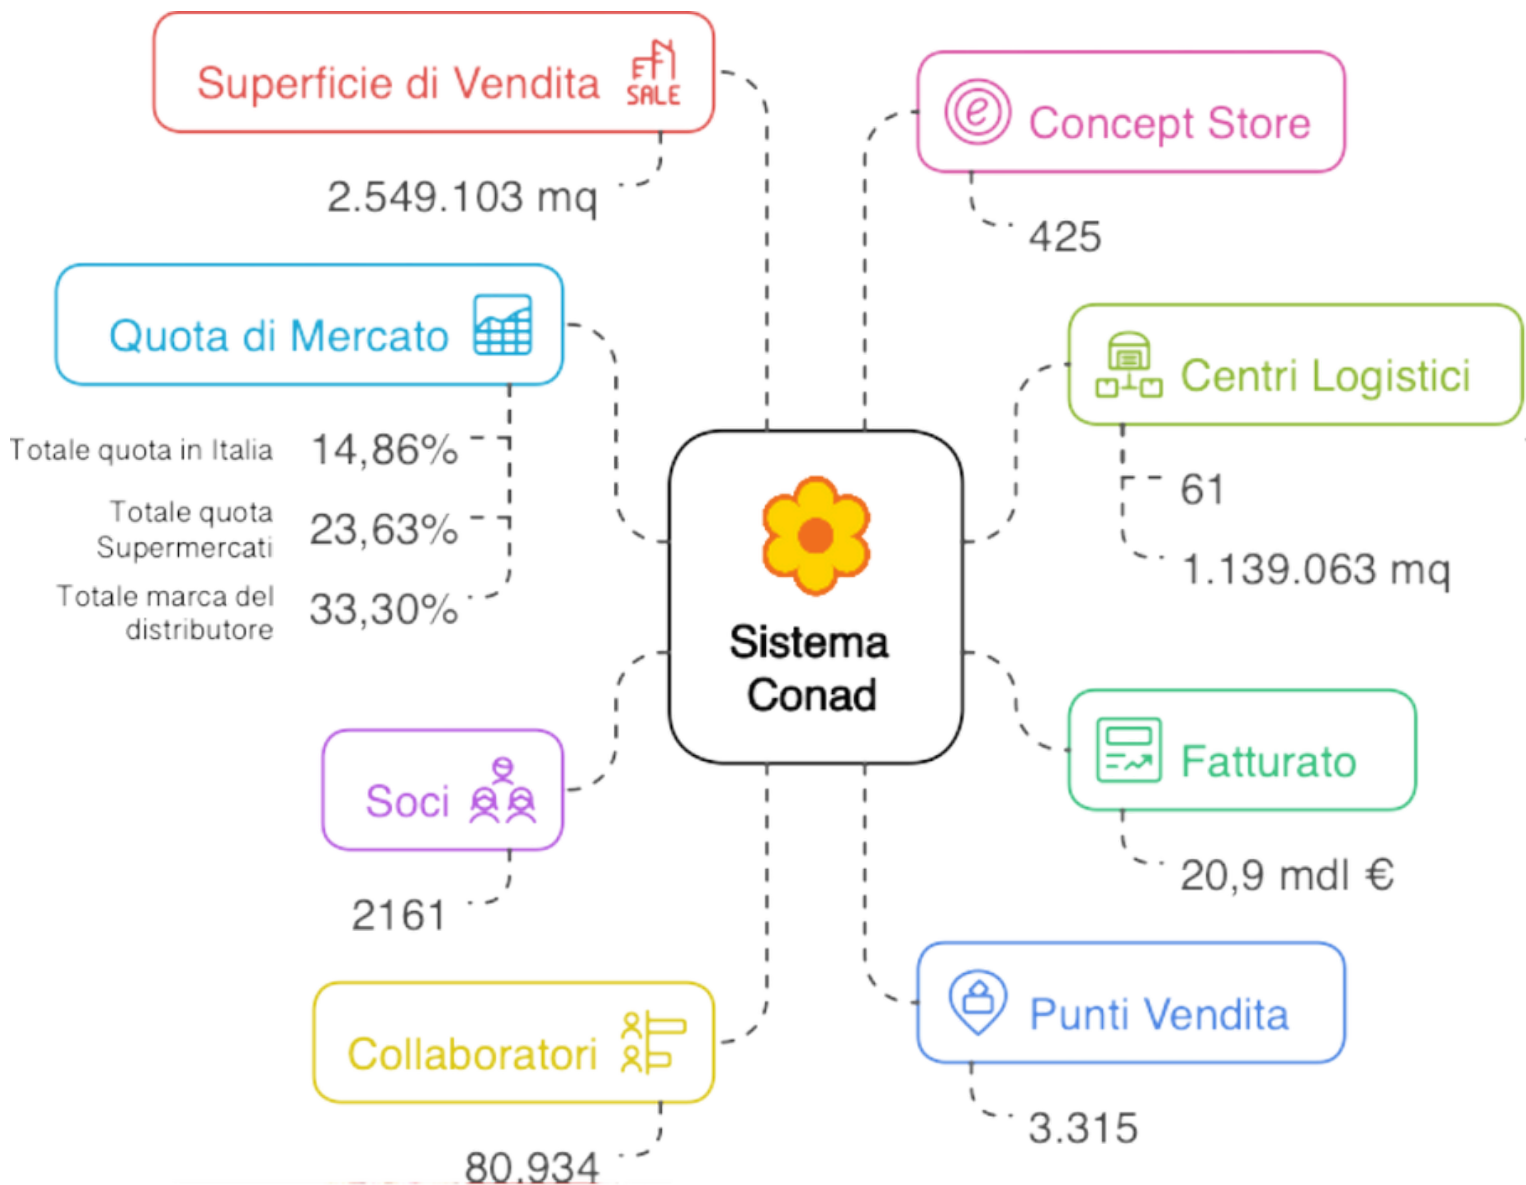 Superficie di Vendita
SALE
2.549.103 mq
Concept Store
425
Quota di Mercato
Totale quota in Italia 14,86%
Totale quota
Supermercati
23,63%
Totale marca del
distributore
33,30%
Centri Logistici
61
1.139.063 mq
Sistema
Conad
Soci
2161
Fatturato
20,9 mdl €
Collaboratori
80.934
Punti Vendita
3.315